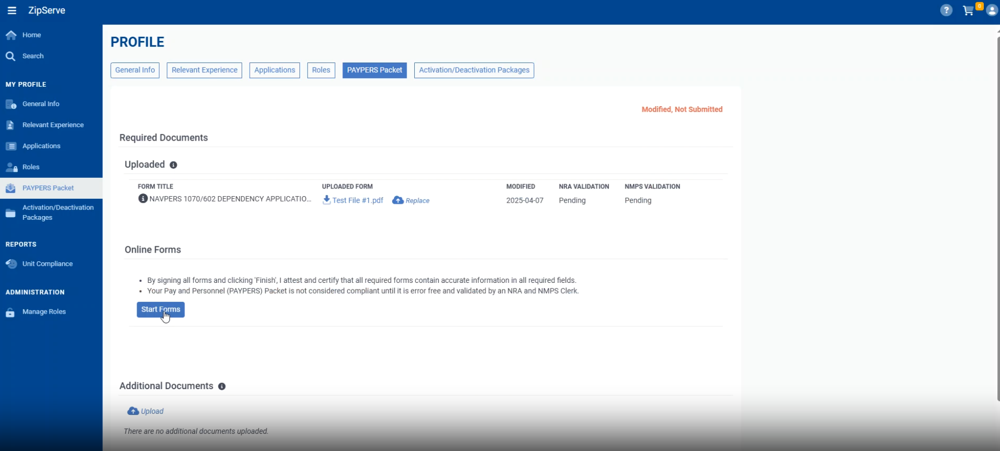 ZipServe
?
0
Home
Search
MY PROFILE
General Info
Relevant Experience
Applications
Roles
PAYPERS Packet
Activation/Deactivation
Packages
REPORTS
Unit Compliance
ADMINISTRATION
Manage Roles
PROFILE
General Info
Relevant Experience
Applications
Roles
PAYPERS Packet
Activation/Deactivation Packages
Modified, Not Submitted
Required Documents
Uploaded
FORM TITLE UPLOADED FORM MODIFIED NRA VALIDATION NMPS VALIDATION
NAVPERS 1070/602 DEPENDENCY APPLICATIO... Test File #1.pdf Replace 2025-04-07 Pending Pending
Online Forms
• By signing all forms and clicking 'Finish', I attest and certify that all required forms contain accurate information in all required fields.
• Your Pay and Personnel (PAYPERS) Packet is not considered compliant until it is error free and validated by an NRA and NMPS Clerk.
Start Forms
Additional Documents
Upload
There are no additional documents uploaded.